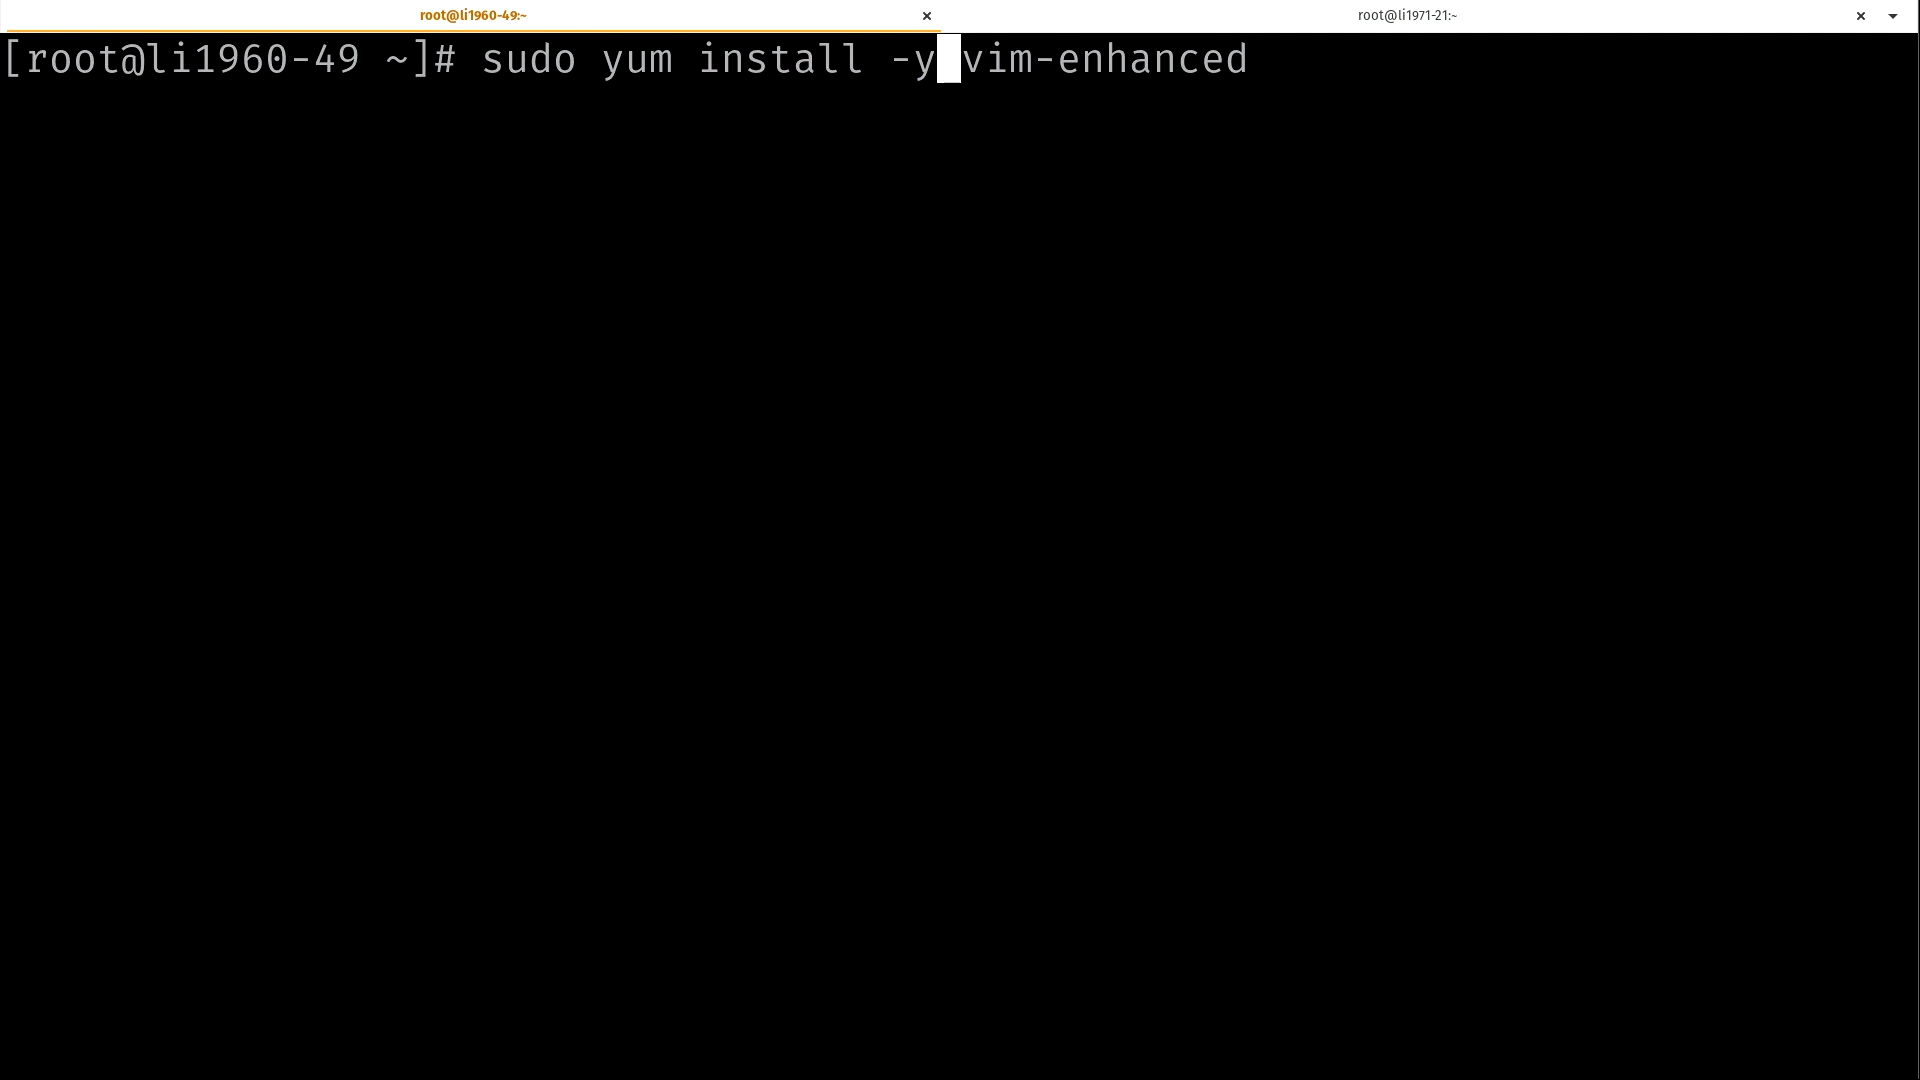 root@li1960-49:~ × root@li1971-21:~ ×
[root@li1960-49 ~]# sudo yum install -y vim-enhanced